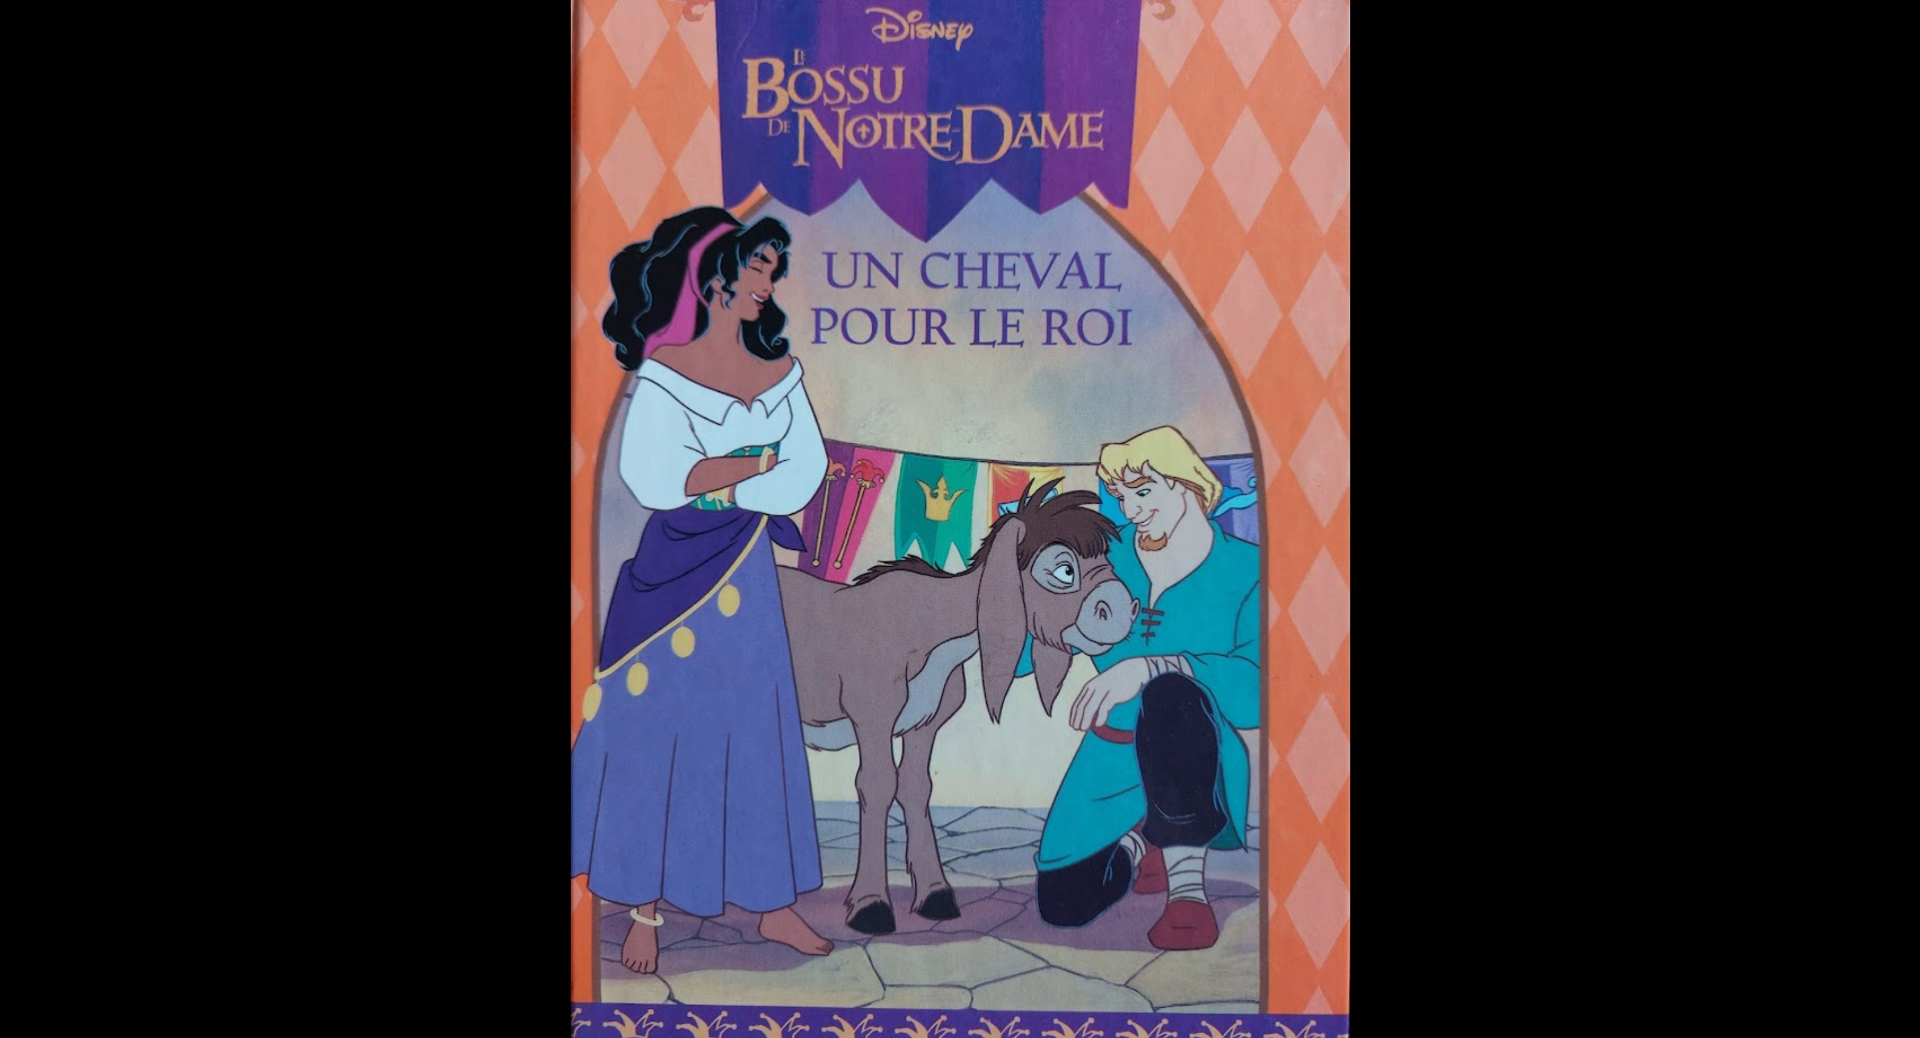 Disney
LE
BOSSU
DE NOTRE-DAME
UN CHEVAL
POUR LE ROI